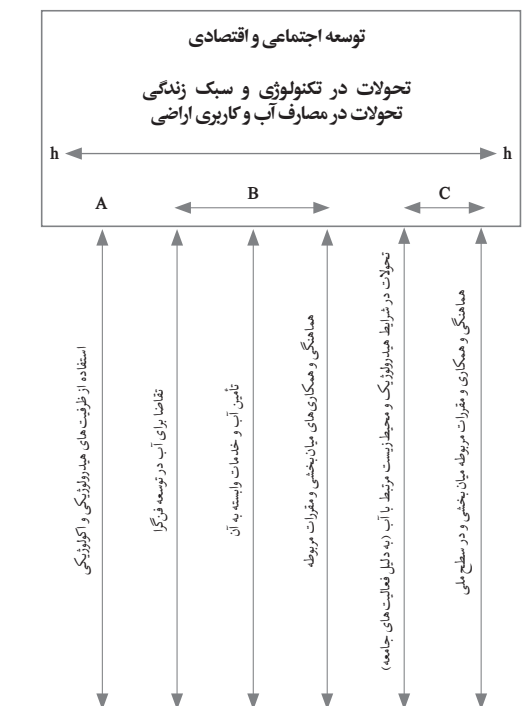 توسعه اجتماعی و اقتصادی
تحولات در تکنولوژی و سبک زندگی
تحولات در مصارف آب و کاربری اراضی
h h
A B C
استفاده از ظرفیت‌های هیدرولوژیکی و اکولوژیکی
تقاضا برای آب در توسعه فن‌گرا
تأمین آب و خدمات وابسته به آن
هماهنگی و همکاری‌های میان‌بخشی و مقررات مربوطه
تحولات در شرایط هیدرولوژیک و محیط زیست مرتبط با آب (به دلیل فعالیت‌های جامعه)
هماهنگی و همکاری و مقررات مربوطه میان بخشی و در سطح ملی